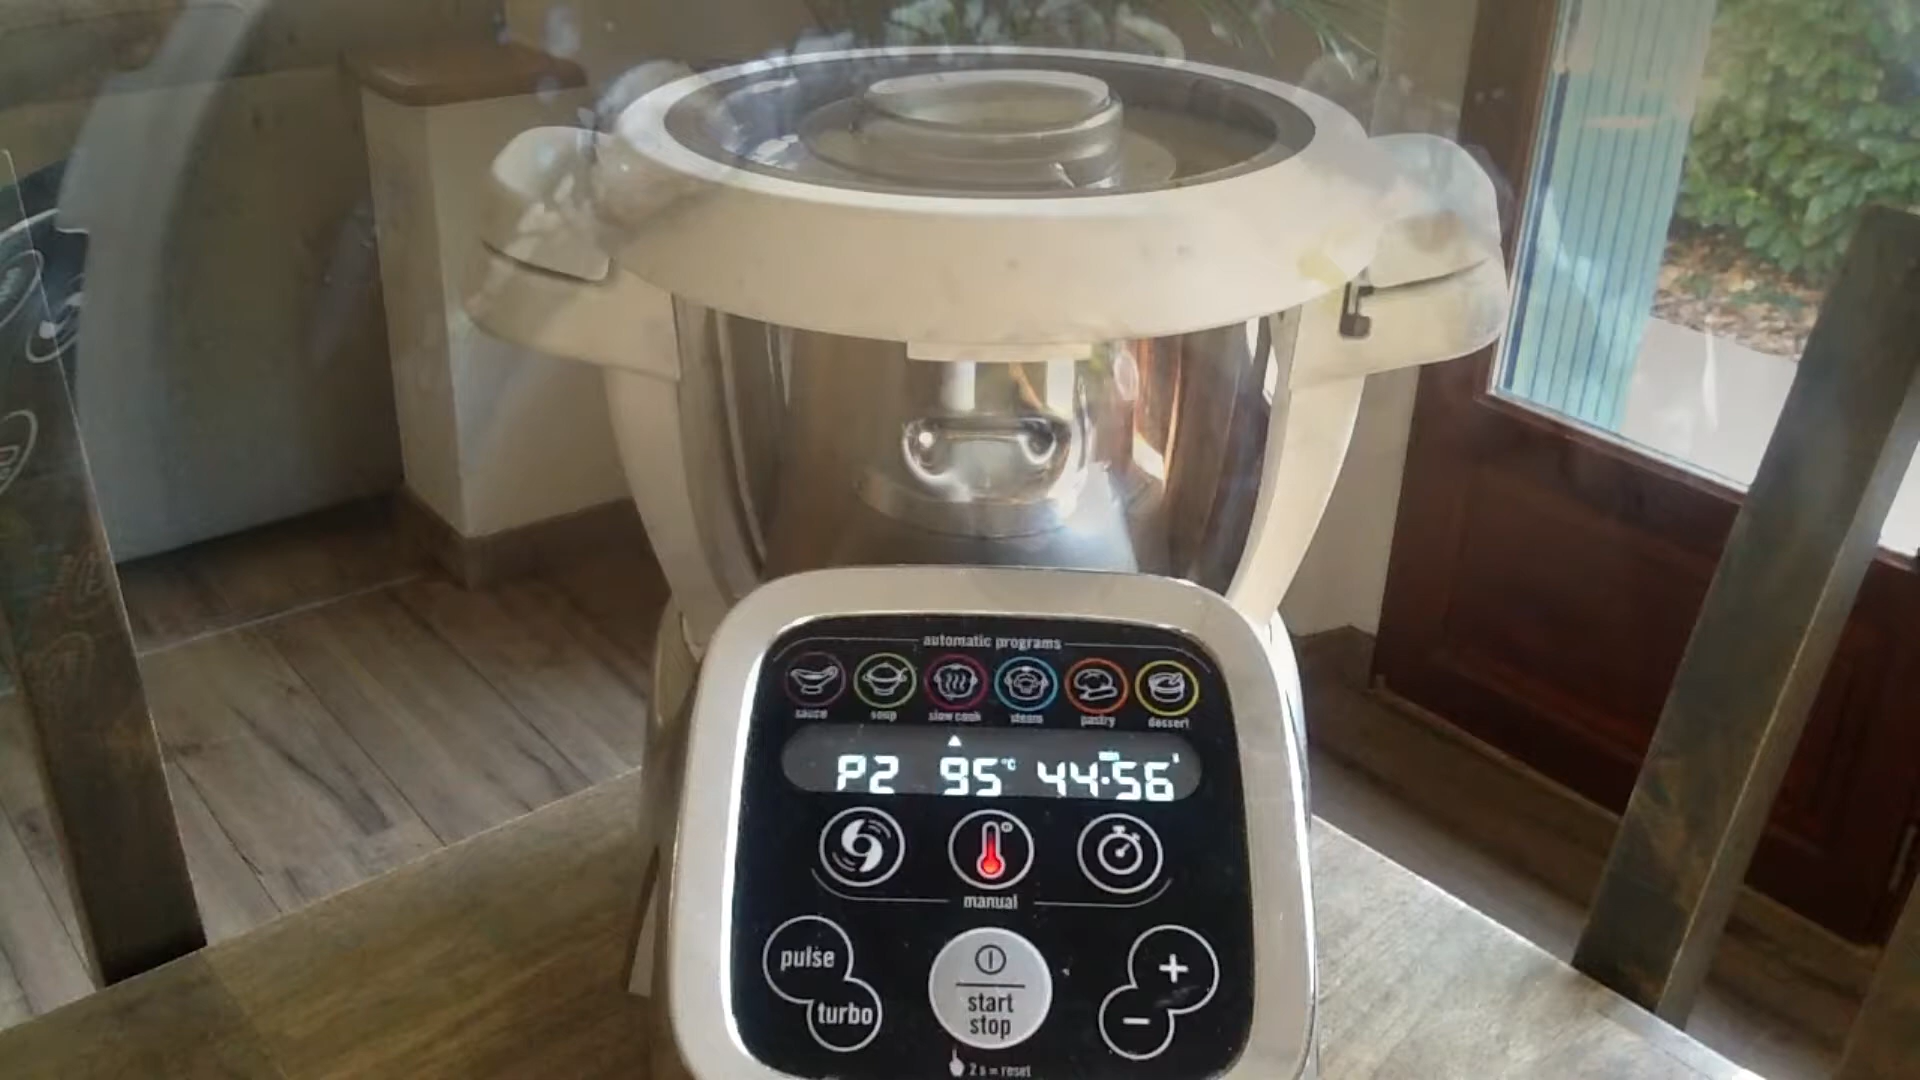 automatic programs
sauce soup slow cook steam pastry dessert
P2 95°C 44:56'
manual
pulse
turbo
start
stop
+
-
2 s = reset